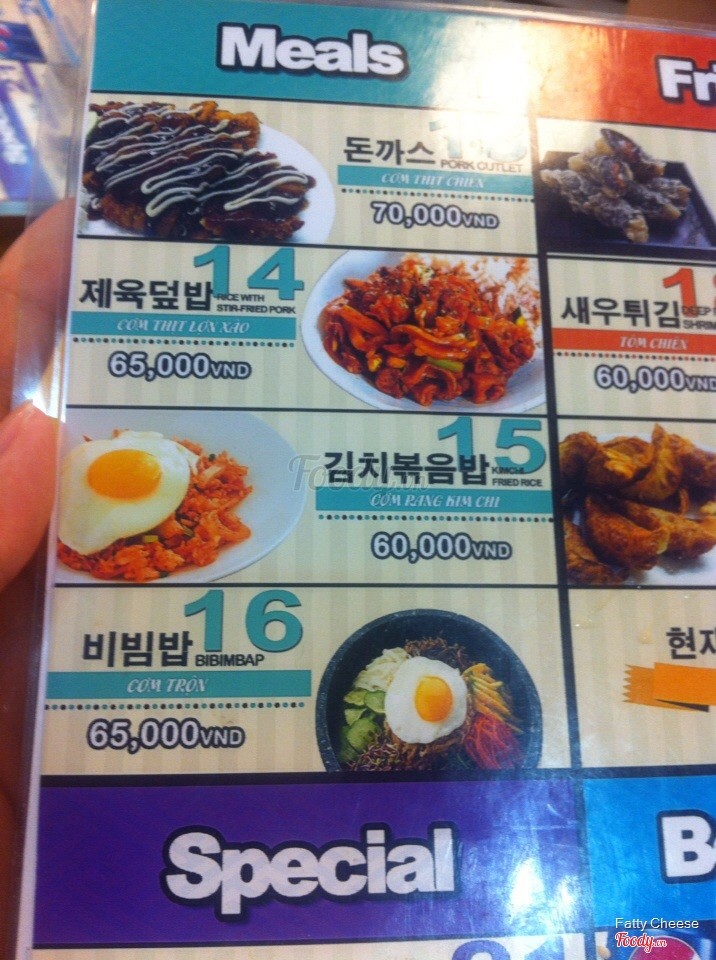 Meals
돈까스
PORK CUTLET
CƠM THỊT CHIÊN
70,000VND
제육덮밥 14
RICE WITH
STIR-FRIED PORK
CƠM THỊT LỢN XÀO
65,000VND
김치볶음밥 15
KIMCHI
FRIED RICE
CƠM RANG KIM CHI
60,000VND
비빔밥 16
BIBIMBAP
CƠM TRỘN
65,000VND
Special
새우튀김
TÔM CHIÊN
60,000VND
Foody.vn
Fatty Cheese
Foody.vn